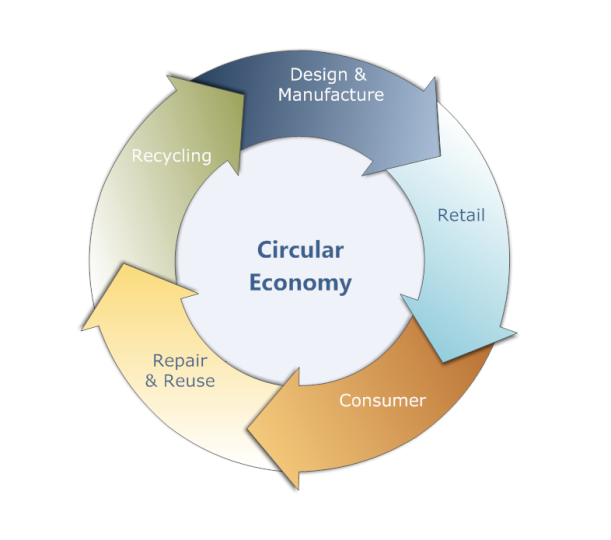 Design &
Manufacture
Retail
Consumer
Repair
& Reuse
Recycling
Circular
Economy